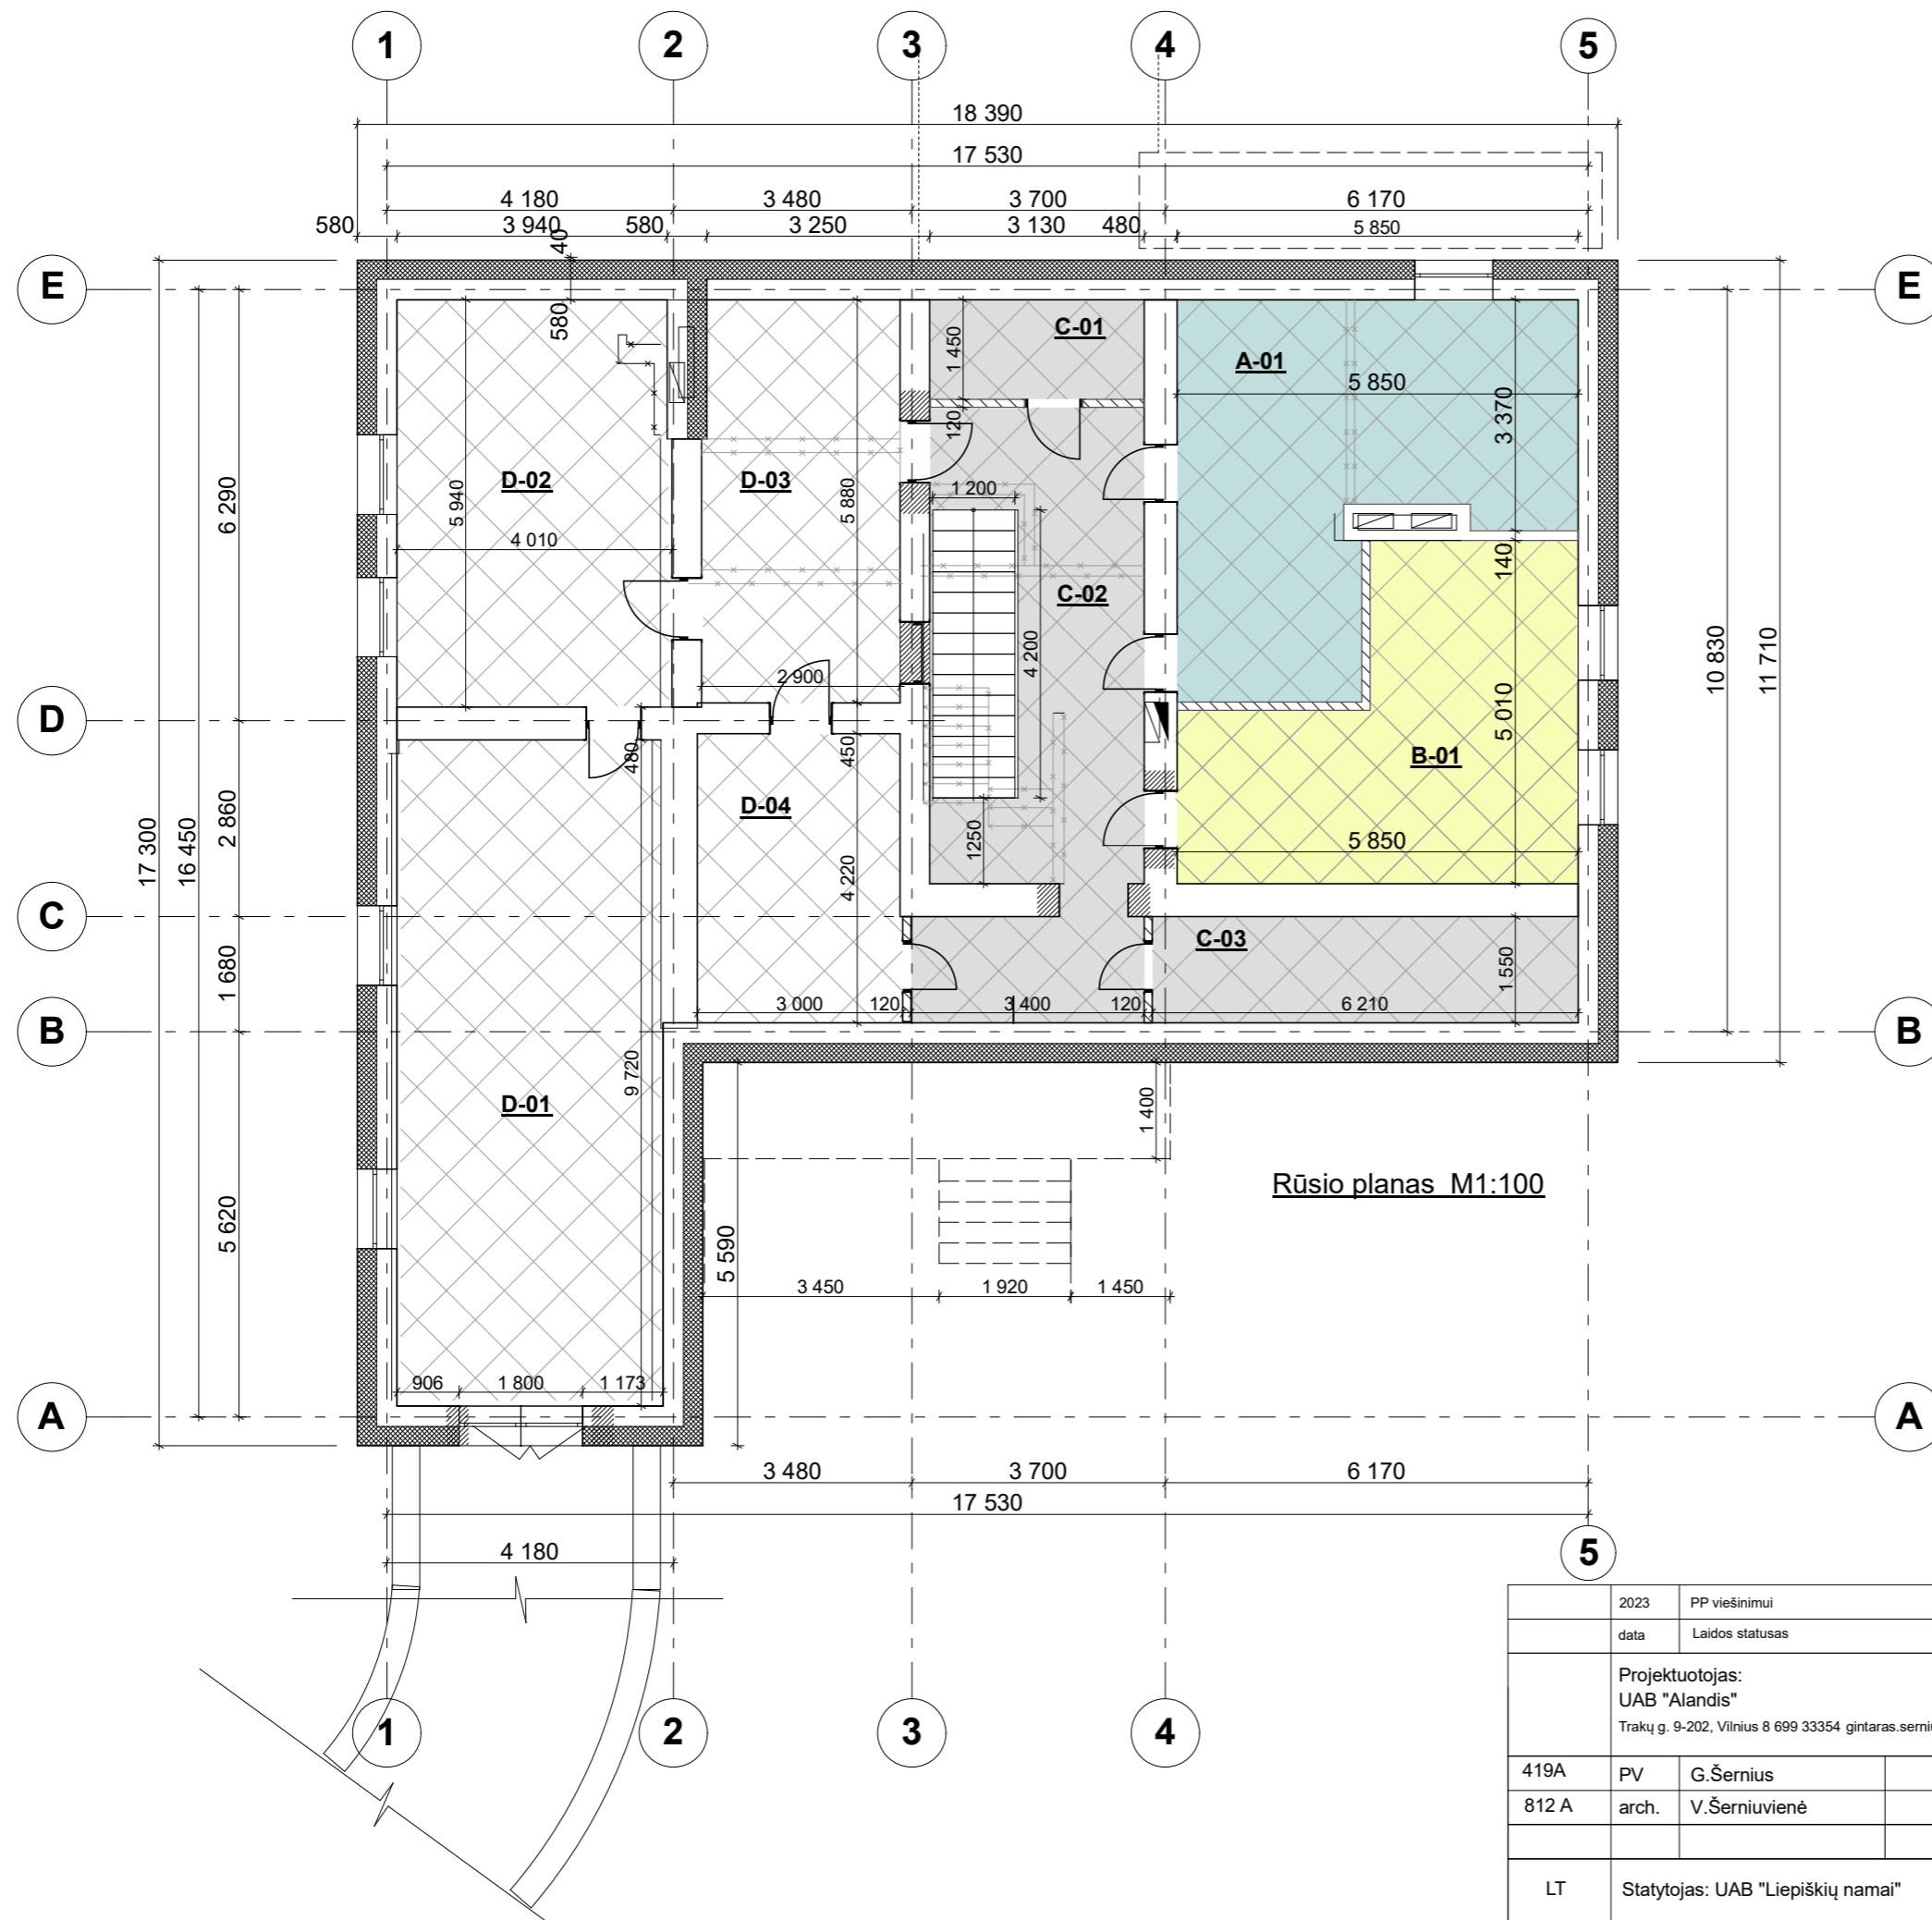 1 2 3 4 5
18 390
17 530
4 180 3 480 3 700 6 170
580 3 940 580 3 250 3 130 480 5 850
40
E E
580
C-01
1 450
A-01
5 850
3 370
120
D-02 D-03
1 200
5 940
5 880
6 290
4 010
140
C-02
10 830
11 710
4 200
2 900
5 010
D D-04
480
450
B-01
17 300
16 450
2 860
1250
5 850
4 220
C
C-03
1 680
1 550
3 000 120 3 400 120 6 210
B B
9 720
D-01
1 400
Rūsio planas M1:100
5 620
5 590
3 450 1 920 1 450
906 1 800 1 173
A A
3 480 3 700 6 170
17 530
4 180
5
2023 PP viešinimui
data Laidos statusas
Projektuotojas:
UAB "Alandis"
Trakų g. 9-202, Vilnius 8 699 33354
1 2 3 4
419A PV G.Šernius
812 A arch. V.Šerniuvienė
LT Statytojas: UAB "Liepiškių namai"